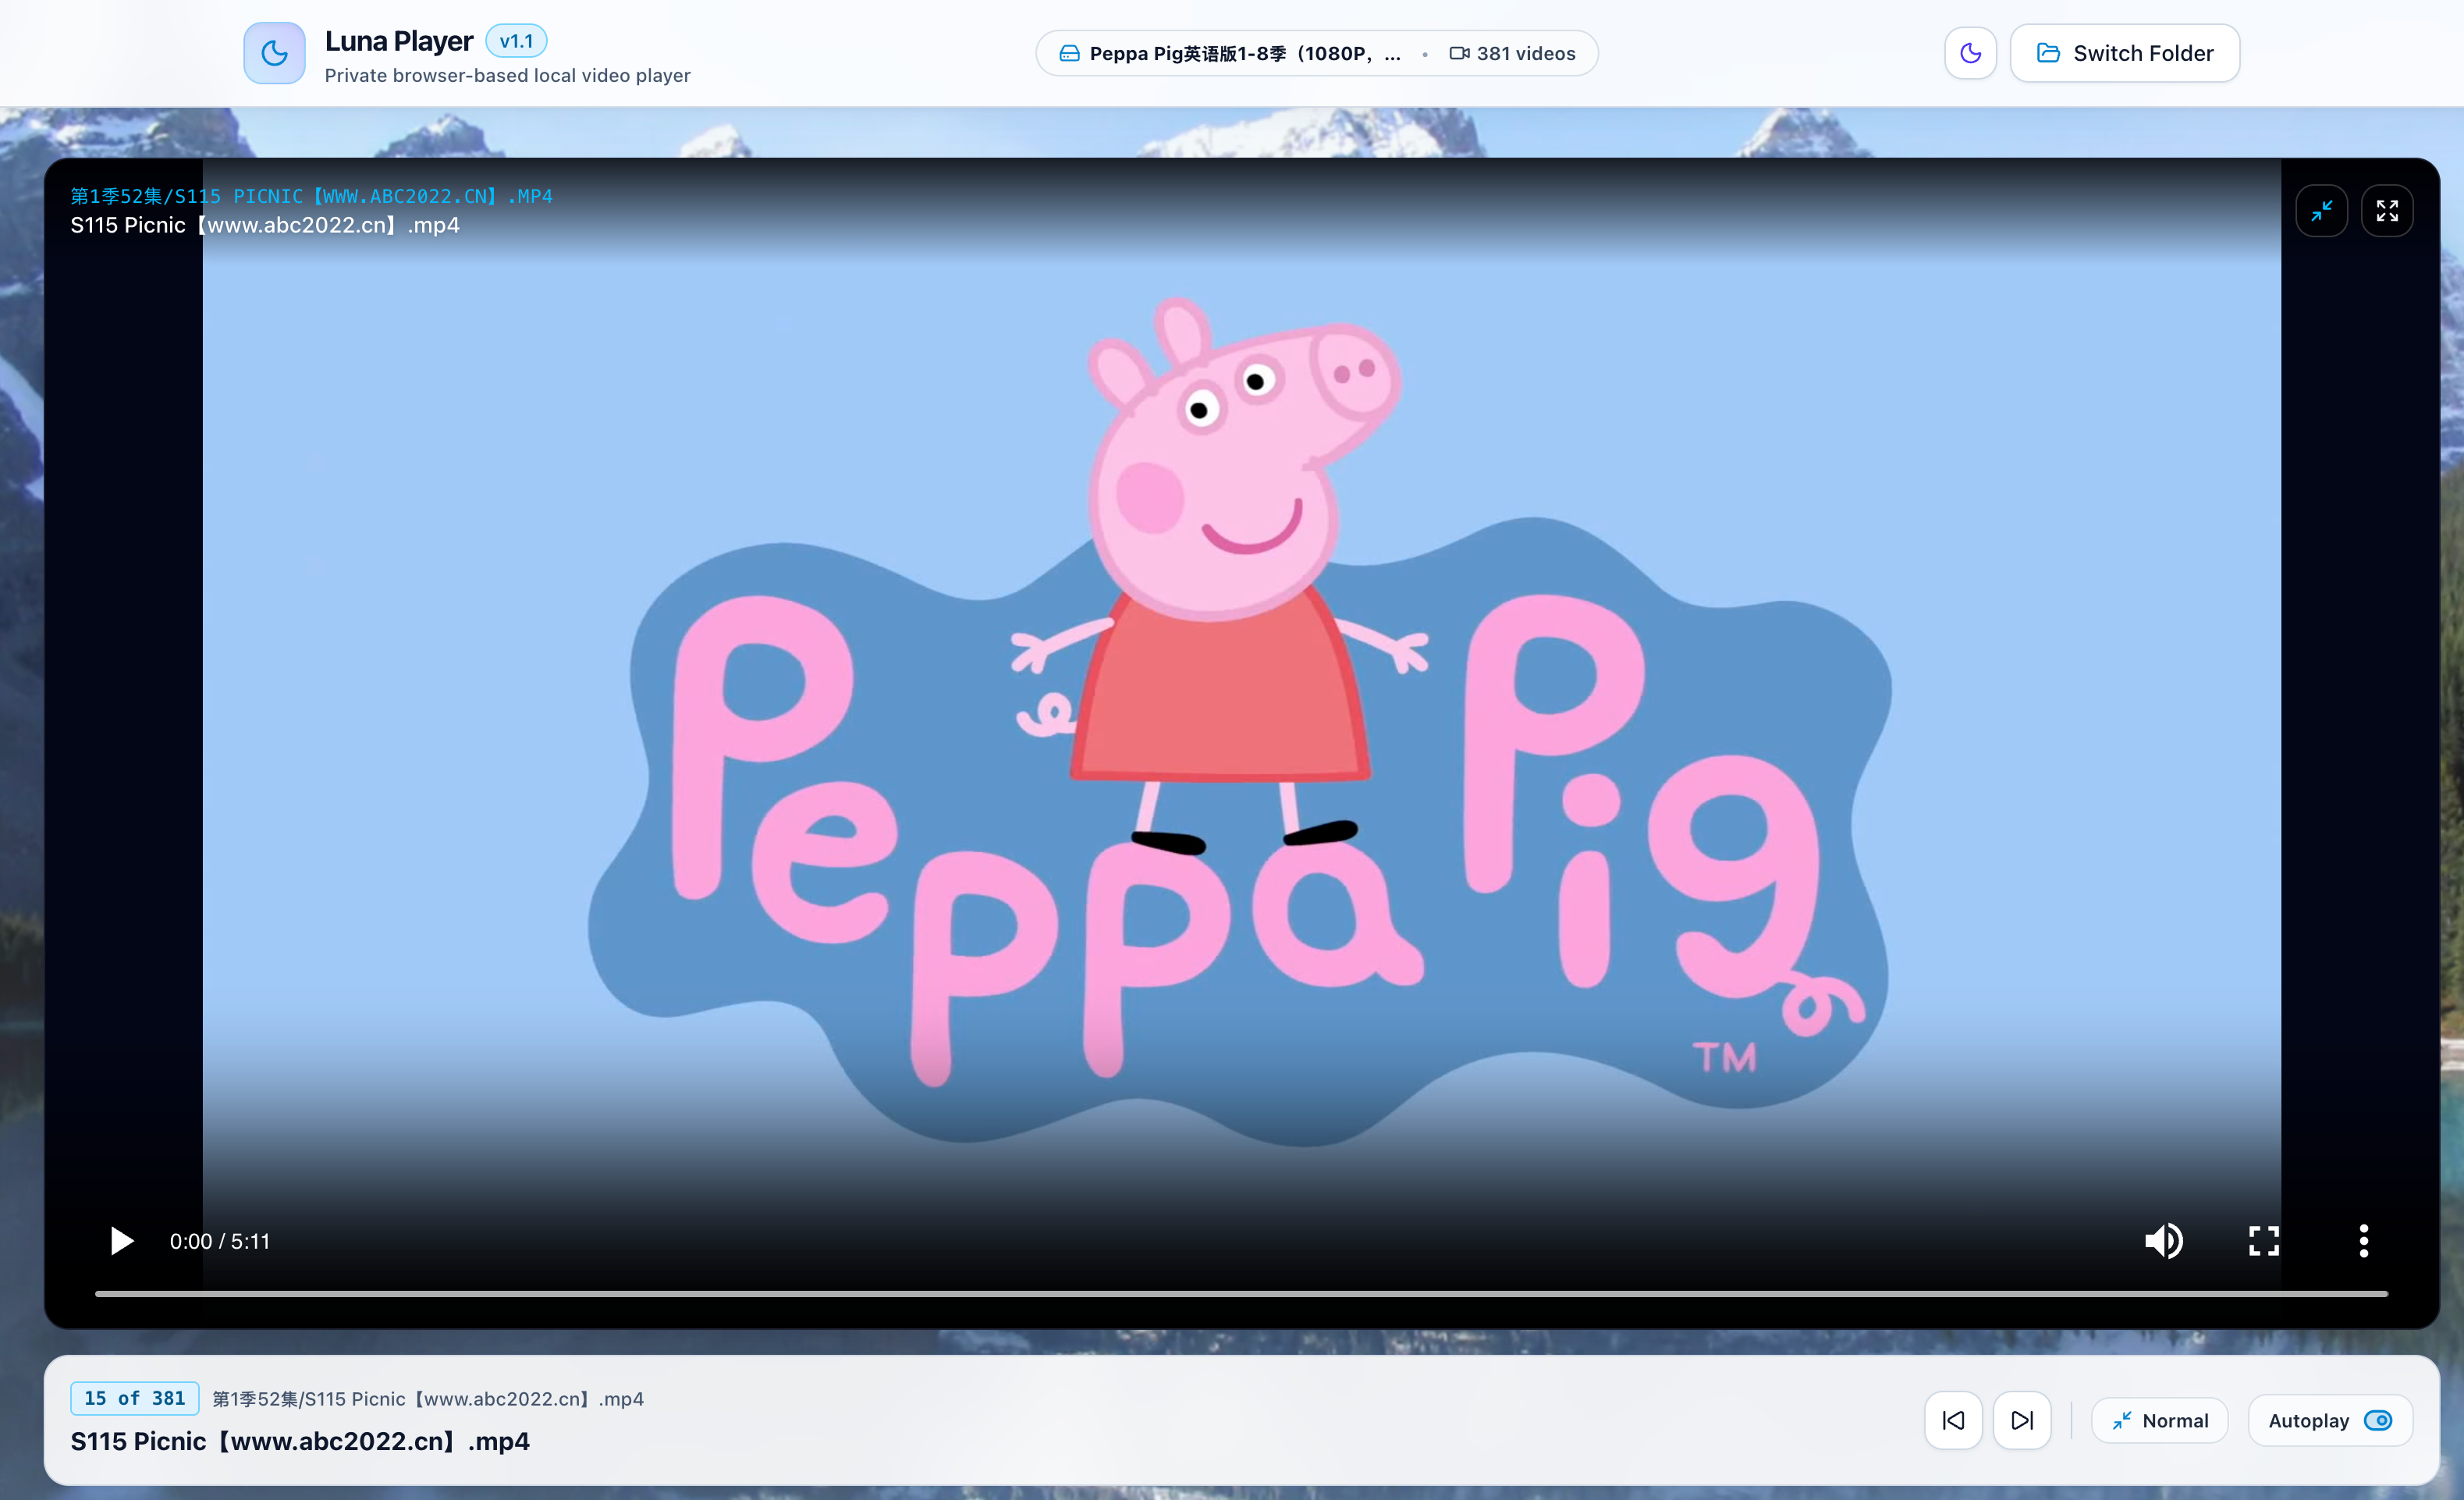 Luna Player v1.1
Private browser-based local video player
Peppa Pig英语版1-8季（1080P， ... • 381 videos
Switch Folder
第1季52集/S115 PICNIC【WWW.ABC2022.CN】.MP4
S115 Picnic【www.abc2022.cn】.mp4
Peppa Pig
TM
0:00 / 5:11
15 of 381 第1季52集/S115 Picnic【www.abc2022.cn】.mp4
S115 Picnic【www.abc2022.cn】.mp4
Normal
Autoplay